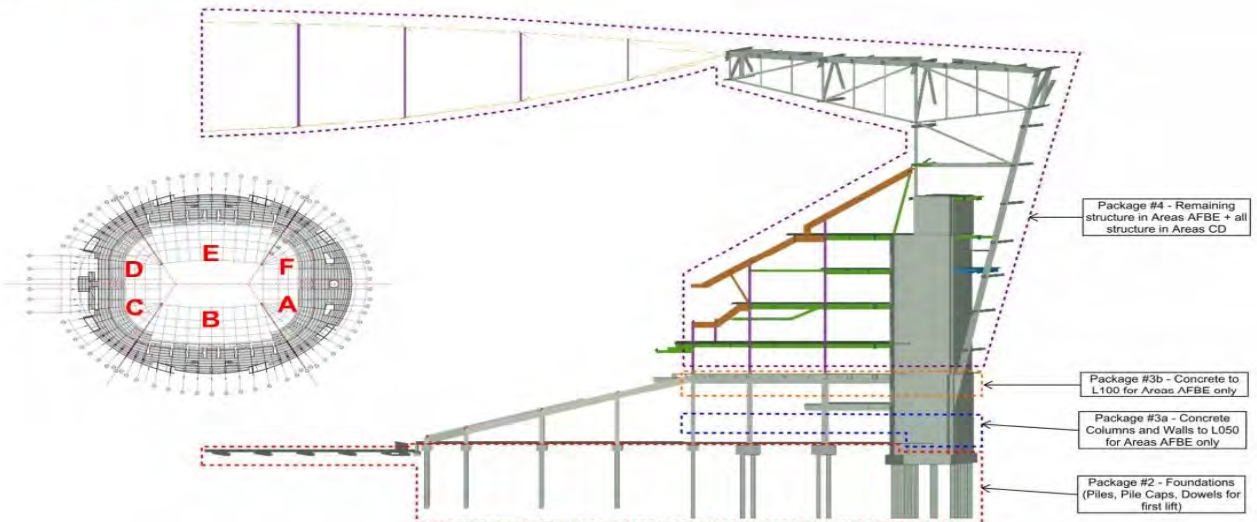 E
D
F
C
A
B
Package #4 - Remaining
structure in Areas AFBE + all
structure in Areas CD
Package #3b - Concrete to
L100 for Areas AFBE only
Package #3a - Concrete
Columns and Walls to L050
for Areas AFBE only
Package #2 - Foundations
(Piles, Pile Caps, Dowels for
first lift)